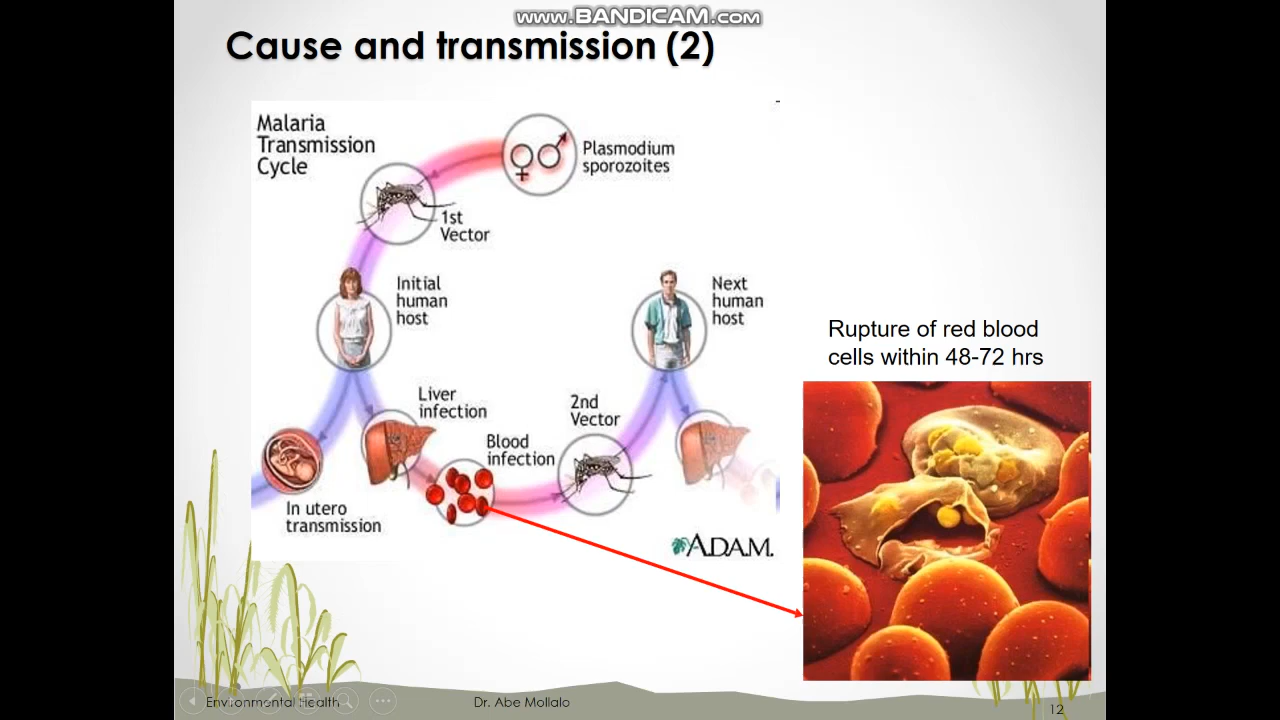 www.BANDICAM.com
Cause and transmission (2)
Malaria
Transmission
Cycle
Plasmodium
sporozoites
1st
Vector
Initial
human
host
Next
human
host
Rupture of red blood
cells within 48-72 hrs
Liver
infection
2nd
Vector
Blood
infection
In utero
transmission
ADAM.
Environmental Health
Dr. Abe Mollalo
12